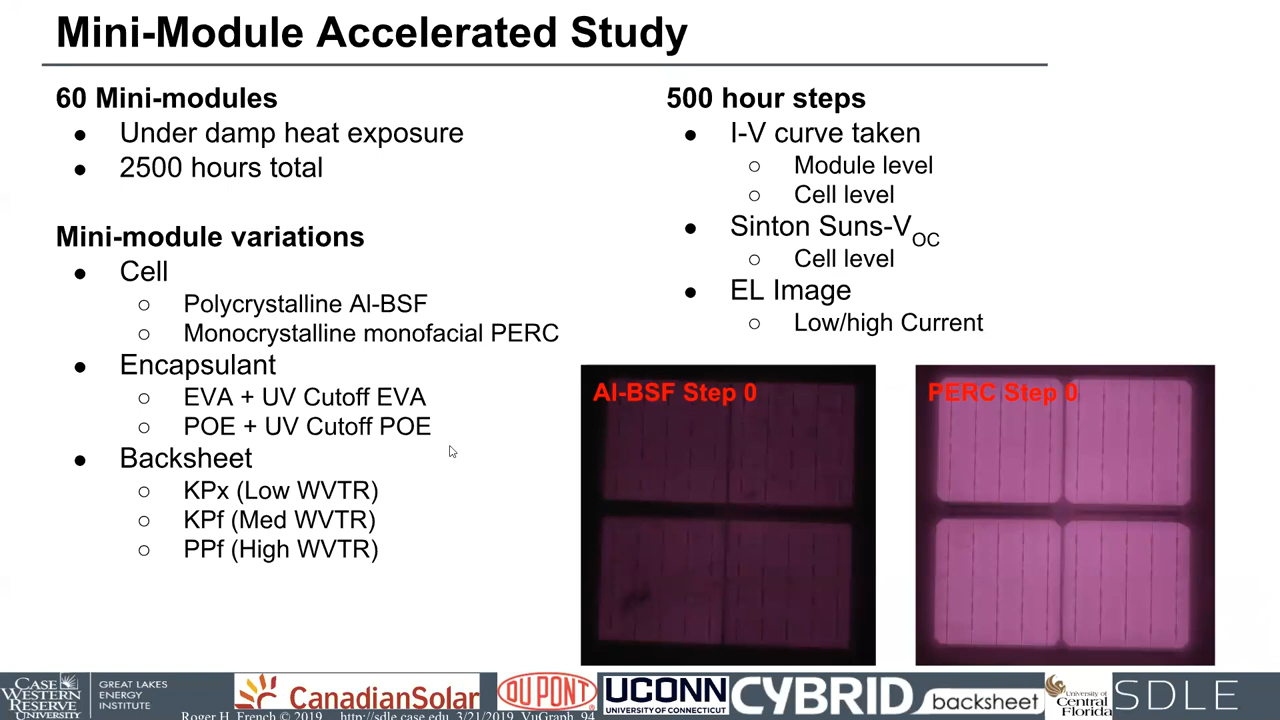 Mini-Module Accelerated Study
60 Mini-modules
● Under damp heat exposure
● 2500 hours total
Mini-module variations
● Cell
○ Polycrystalline Al-BSF
○ Monocrystalline monofacial PERC
● Encapsulant
○ EVA + UV Cutoff EVA
○ POE + UV Cutoff POE
● Backsheet
○ KPx (Low WVTR)
○ KPf (Med WVTR)
○ PPf (High WVTR)
500 hour steps
● I-V curve taken
○ Module level
○ Cell level
● Sinton Suns-VOC
○ Cell level
● EL Image
○ Low/high Current
Al-BSF Step 0
PERC Step 0
CASE
WESTERN
RESERVE
UNIVERSITY
GREAT LAKES
ENERGY
INSTITUTE
CanadianSolar
DUPONT
UCONN
UNIVERSITY OF CONNECTICUT
CYBRID
backsheet
University of
Central
Florida
SDLE
Roger H. French © 2019 http://sdle.case.edu 3/21/2019, VuGraph 94